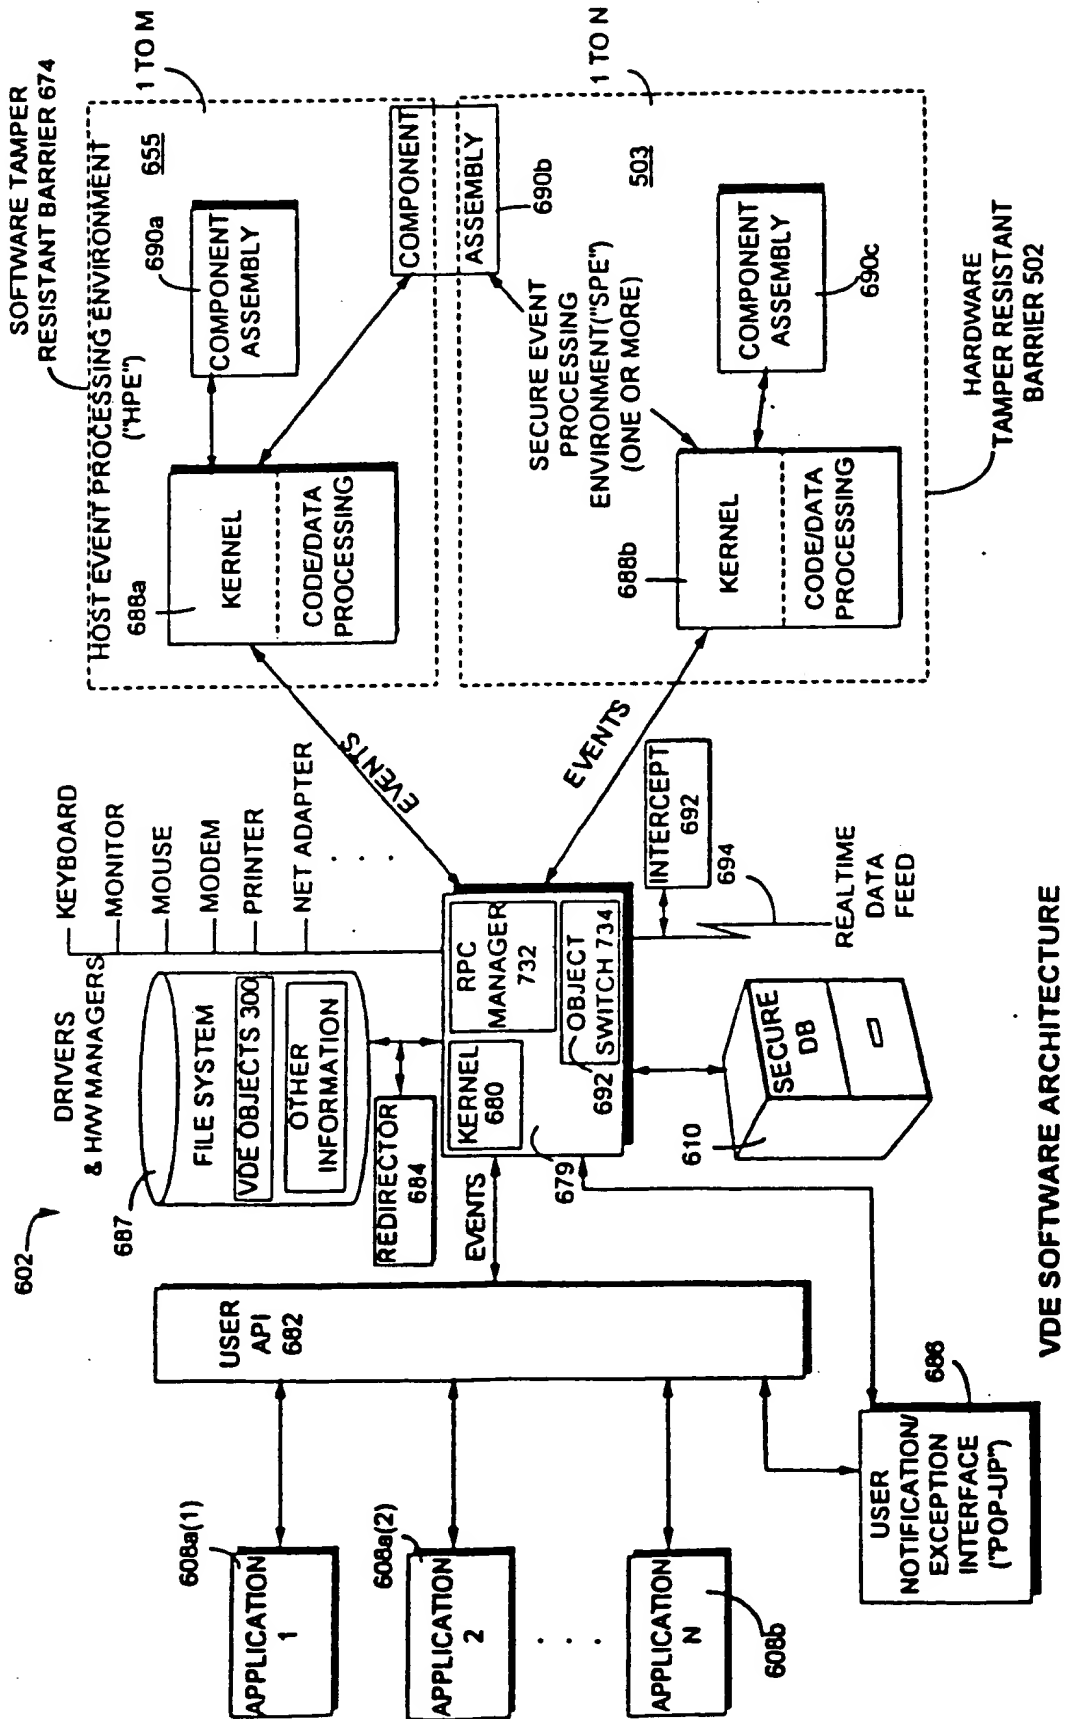 602
DRIVERS
& H/W MANAGERS
KEYBOARD
MONITOR
MOUSE
MODEM
PRINTER
NET ADAPTER
SOFTWARE TAMPER
RESISTANT BARRIER 674
HOST EVENT PROCESSING ENVIRONMENT
("HPE")
655
1 TO M
688a
KERNEL
CODE/DATA
PROCESSING
690a
COMPONENT
ASSEMBLY
COMPONENT
ASSEMBLY
690b
687
FILE SYSTEM
VDE OBJECTS 300
OTHER
INFORMATION
REDIRECTOR
684
EVENTS
EVENTS
EVENTS
KERNEL
680
RPC
MANAGER
732
OBJECT
SWITCH 734
692
679
USER
API
682
608a(1)
APPLICATION
1
608a(2)
APPLICATION
2
APPLICATION
N
608b
SECURE EVENT
PROCESSING
ENVIRONMENT("SPE")
(ONE OR MORE)
503
1 TO N
688b
KERNEL
CODE/DATA
PROCESSING
COMPONENT
ASSEMBLY
690c
HARDWARE
TAMPER RESISTANT
BARRIER 502
INTERCEPT
692
694
REALTIME
DATA
FEED
SECURE
DB
610
USER
NOTIFICATION/
EXCEPTION
INTERFACE
("POP-UP")
686
VDE SOFTWARE ARCHITECTURE